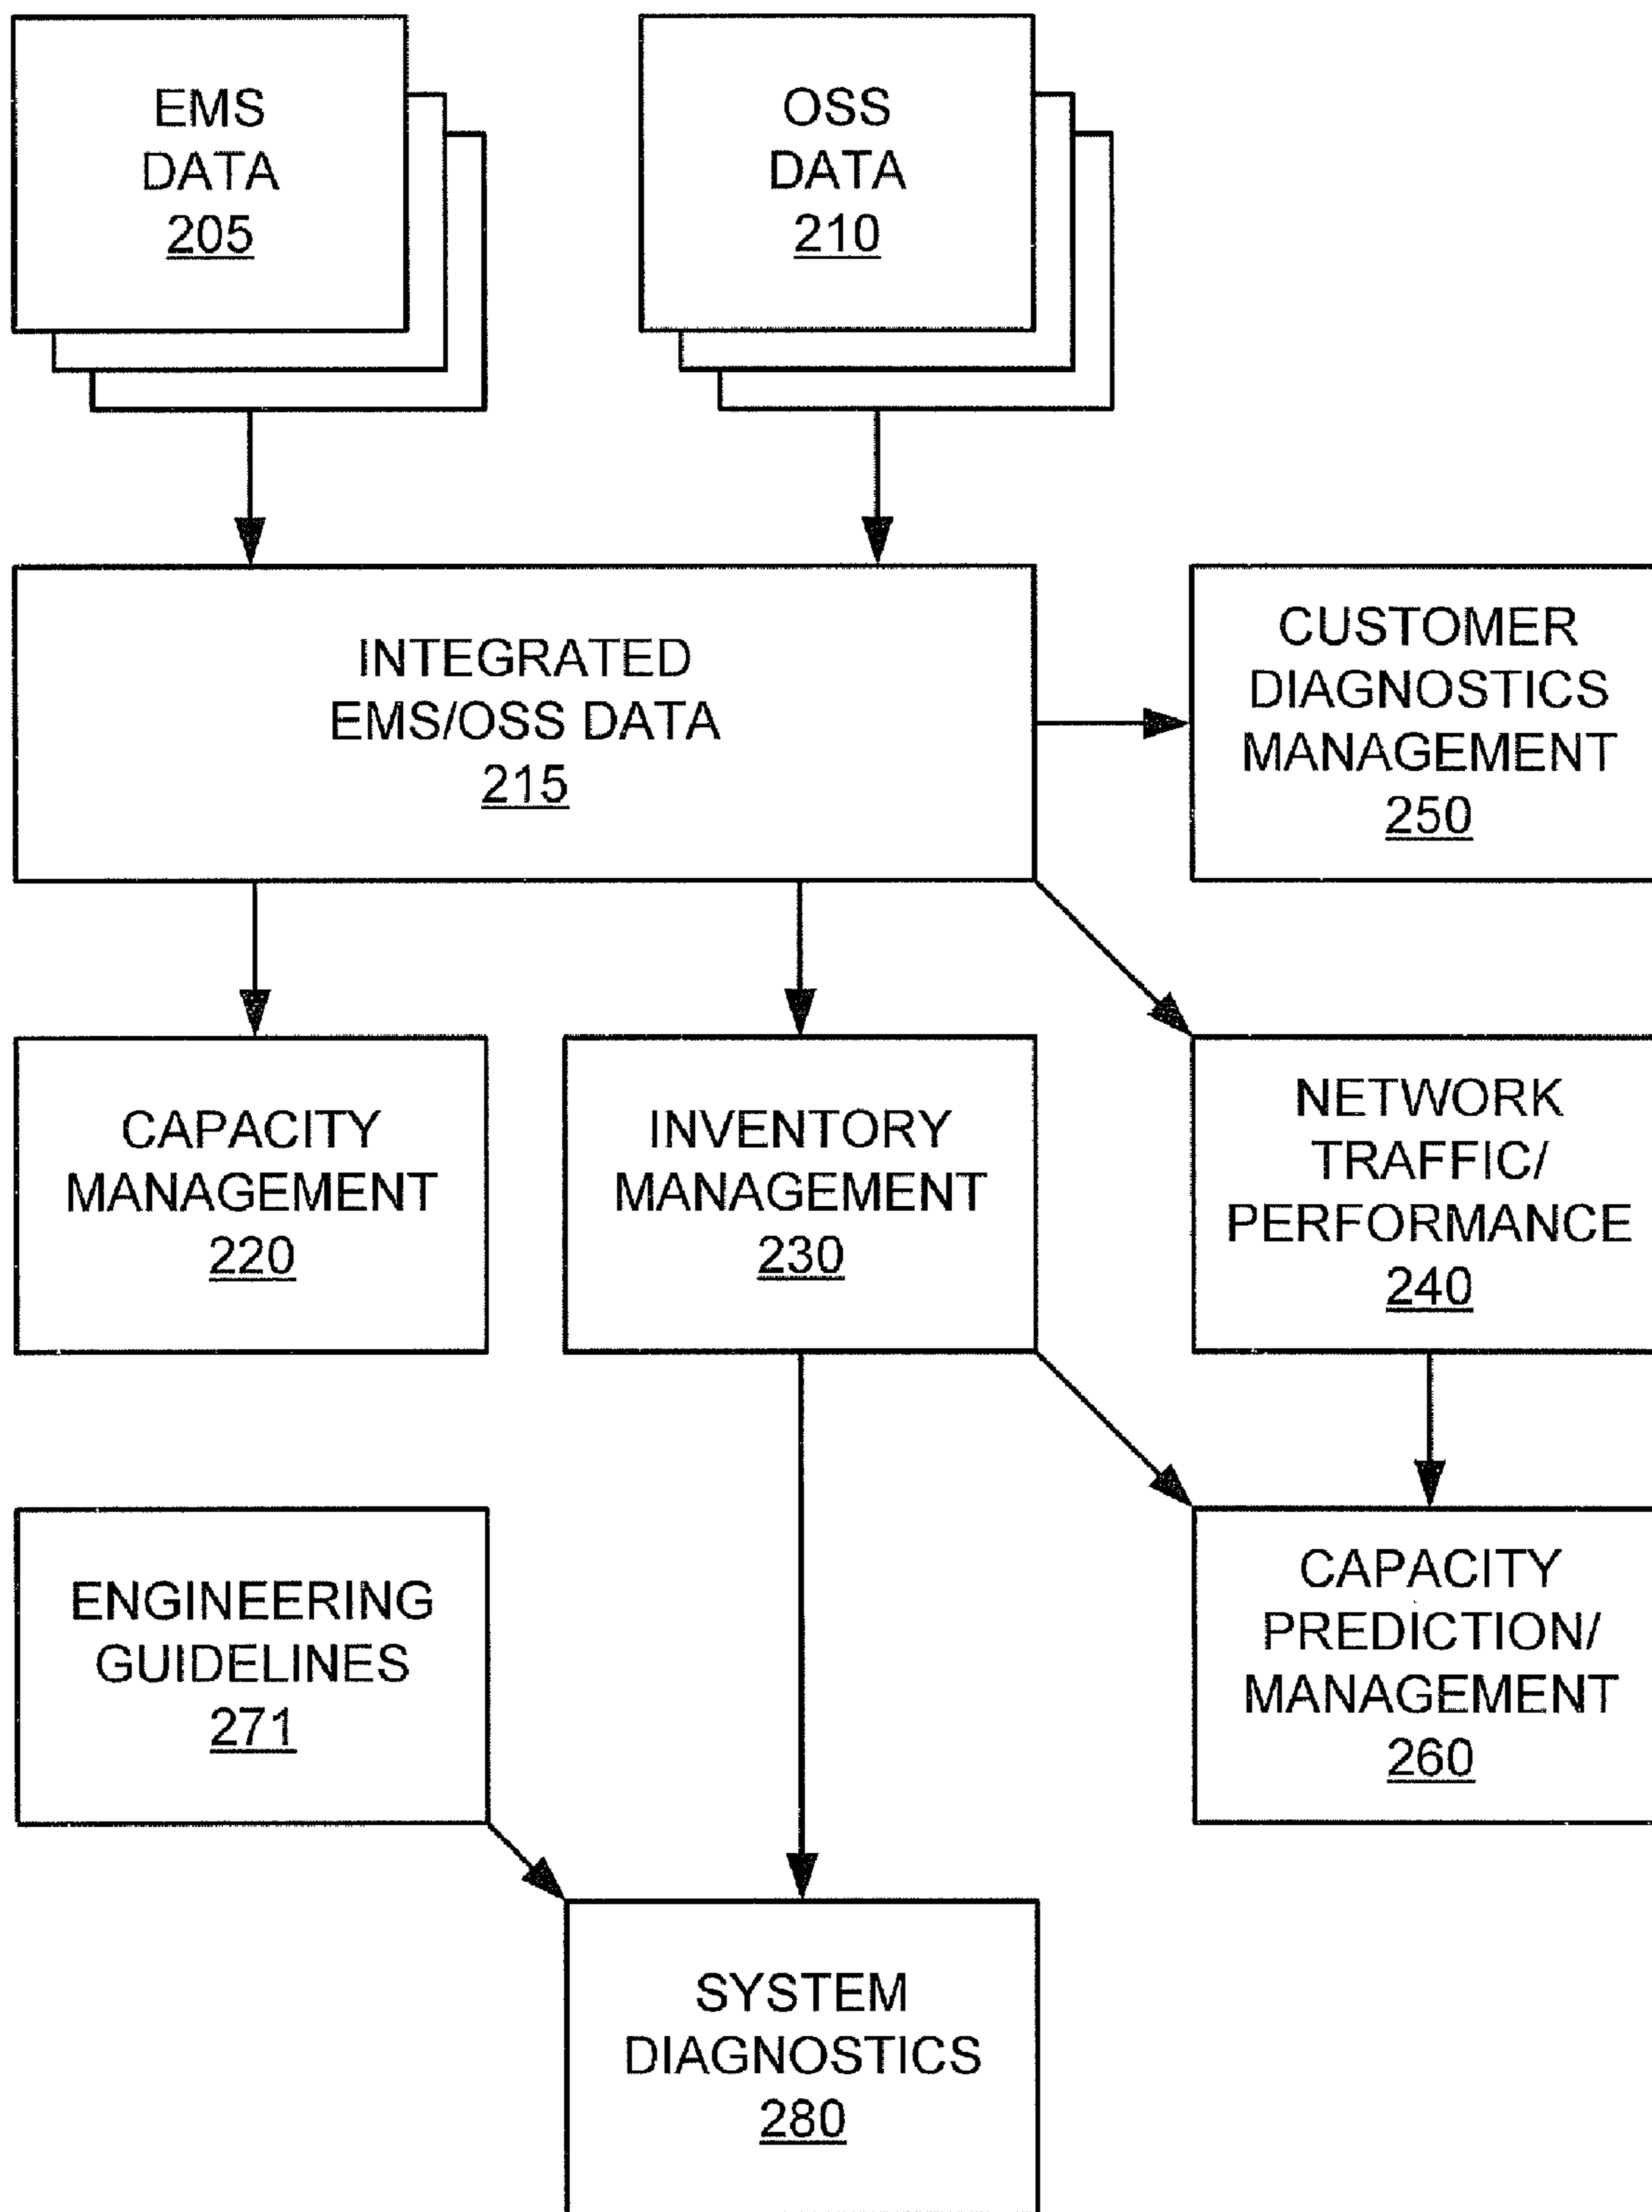 EMS
DATA
205
OSS
DATA
210
INTEGRATED
EMS/OSS DATA
215
CUSTOMER
DIAGNOSTICS
MANAGEMENT
250
CAPACITY
MANAGEMENT
220
INVENTORY
MANAGEMENT
230
NETWORK
TRAFFIC/
PERFORMANCE
240
ENGINEERING
GUIDELINES
271
CAPACITY
PREDICTION/
MANAGEMENT
260
SYSTEM
DIAGNOSTICS
280